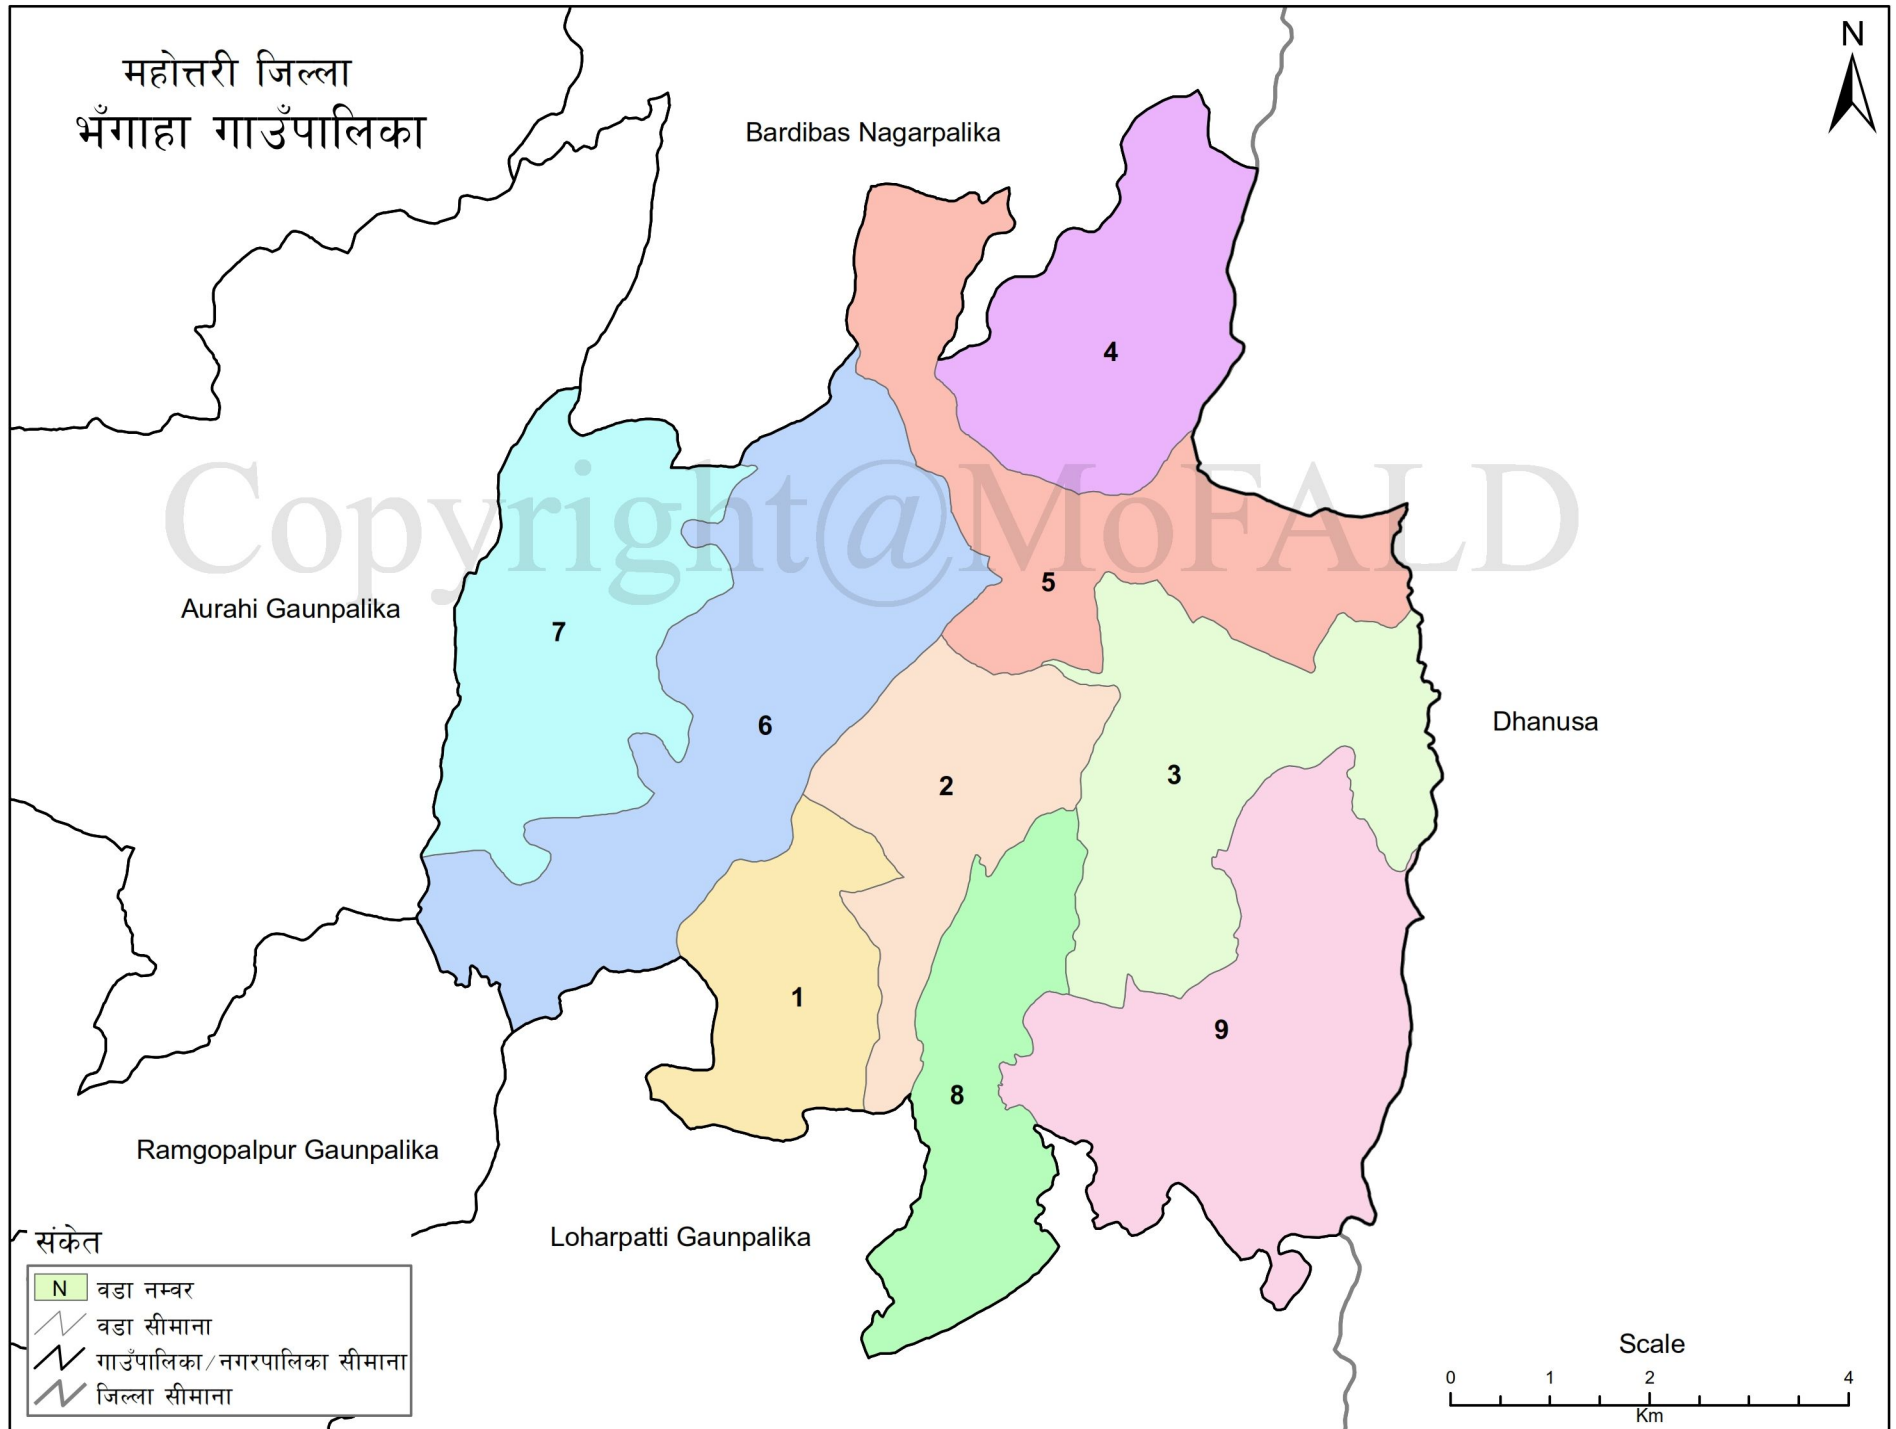 महोत्तरी जिल्ला
भँगाहा गाउँपालिका
N
Bardibas Nagarpalika
4
Copyright@MoFALD
5
Aurahi Gaunpalika
7
6
Dhanusa
2
3
1
9
8
Ramgopalpur Gaunpalika
Loharpatti Gaunpalika
संकेत
N वडा नम्वर
वडा सीमाना
गाउँपालिका/नगरपालिका सीमाना
जिल्ला सीमाना
Scale
0 1 2 4
Km